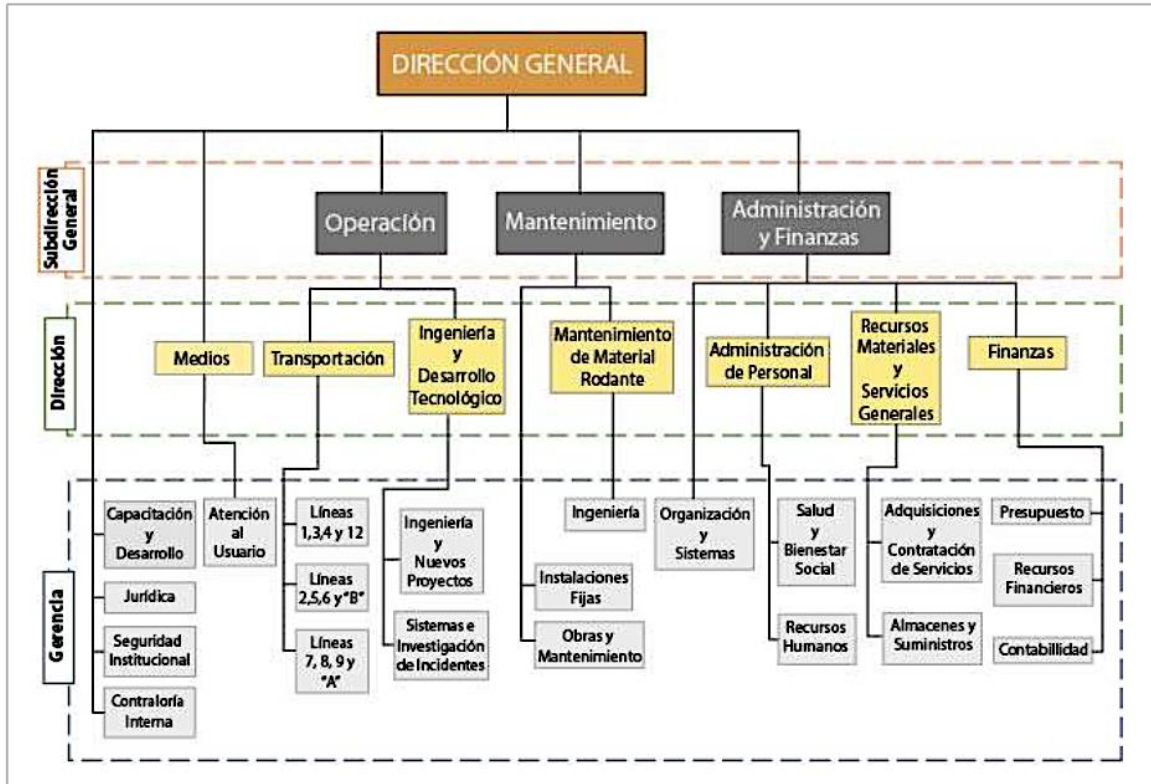 DIRECCIÓN GENERAL
Subdirección
General
Operación
Mantenimiento
Administración
y Finanzas
Dirección
Medios
Transportación
Ingeniería
y
Desarrollo
Tecnológico
Mantenimiento
de Material
Rodante
Administración
de Personal
Recursos
Materiales
y
Servicios
Generales
Finanzas
Gerencia
Capacitación
y
Desarrollo
Jurídica
Seguridad
Institucional
Contraloría
Interna
Atención
al
Usuario
Líneas
1,3,4 y 12
Líneas
2,5,6 y "B"
Líneas
7, 8, 9 y
"A"
Ingeniería
y
Nuevos
Proyectos
Sistemas e
Investigación
de Incidentes
Ingeniería
Instalaciones
Fijas
Obras y
Mantenimiento
Organización
y
Sistemas
Salud
y
Bienestar
Social
Recursos
Humanos
Adquisiciones
y
Contratación
de Servicios
Almacenes y
Suministros
Presupuesto
Recursos
Financieros
Contabillidad